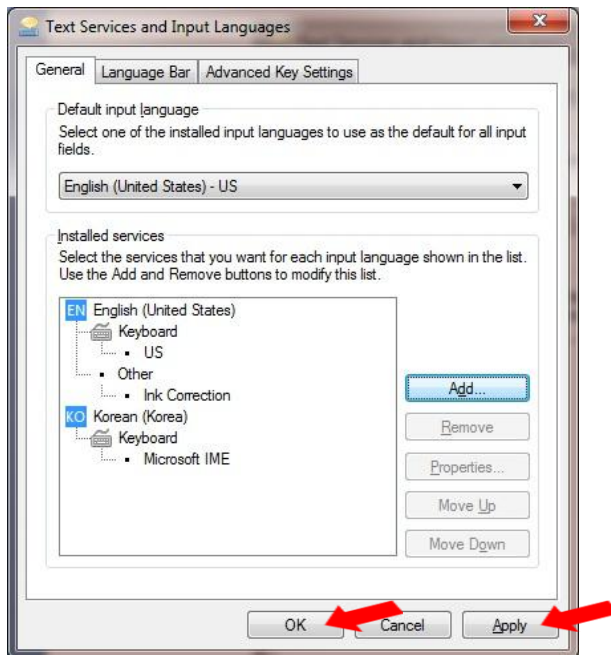 Text Services and Input Languages
General
Language Bar
Advanced Key Settings
Default input language
Select one of the installed input languages to use as the default for all input
fields.
English (United States) - US
Installed services
Select the services that you want for each input language shown in the list.
Use the Add and Remove buttons to modify this list.
EN English (United States)
Keyboard
US
Other
Ink Correction
KO Korean (Korea)
Keyboard
Microsoft IME
Add...
Remove
Properties...
Move Up
Move Down
OK
Cancel
Apply